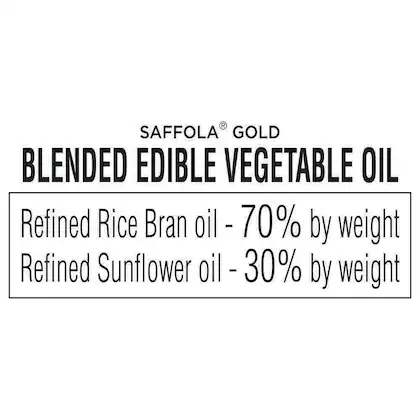 SAFFOLA® GOLD
BLENDED EDIBLE VEGETABLE OIL
Refined Rice Bran oil - 70% by weight
Refined Sunflower oil - 30% by weight